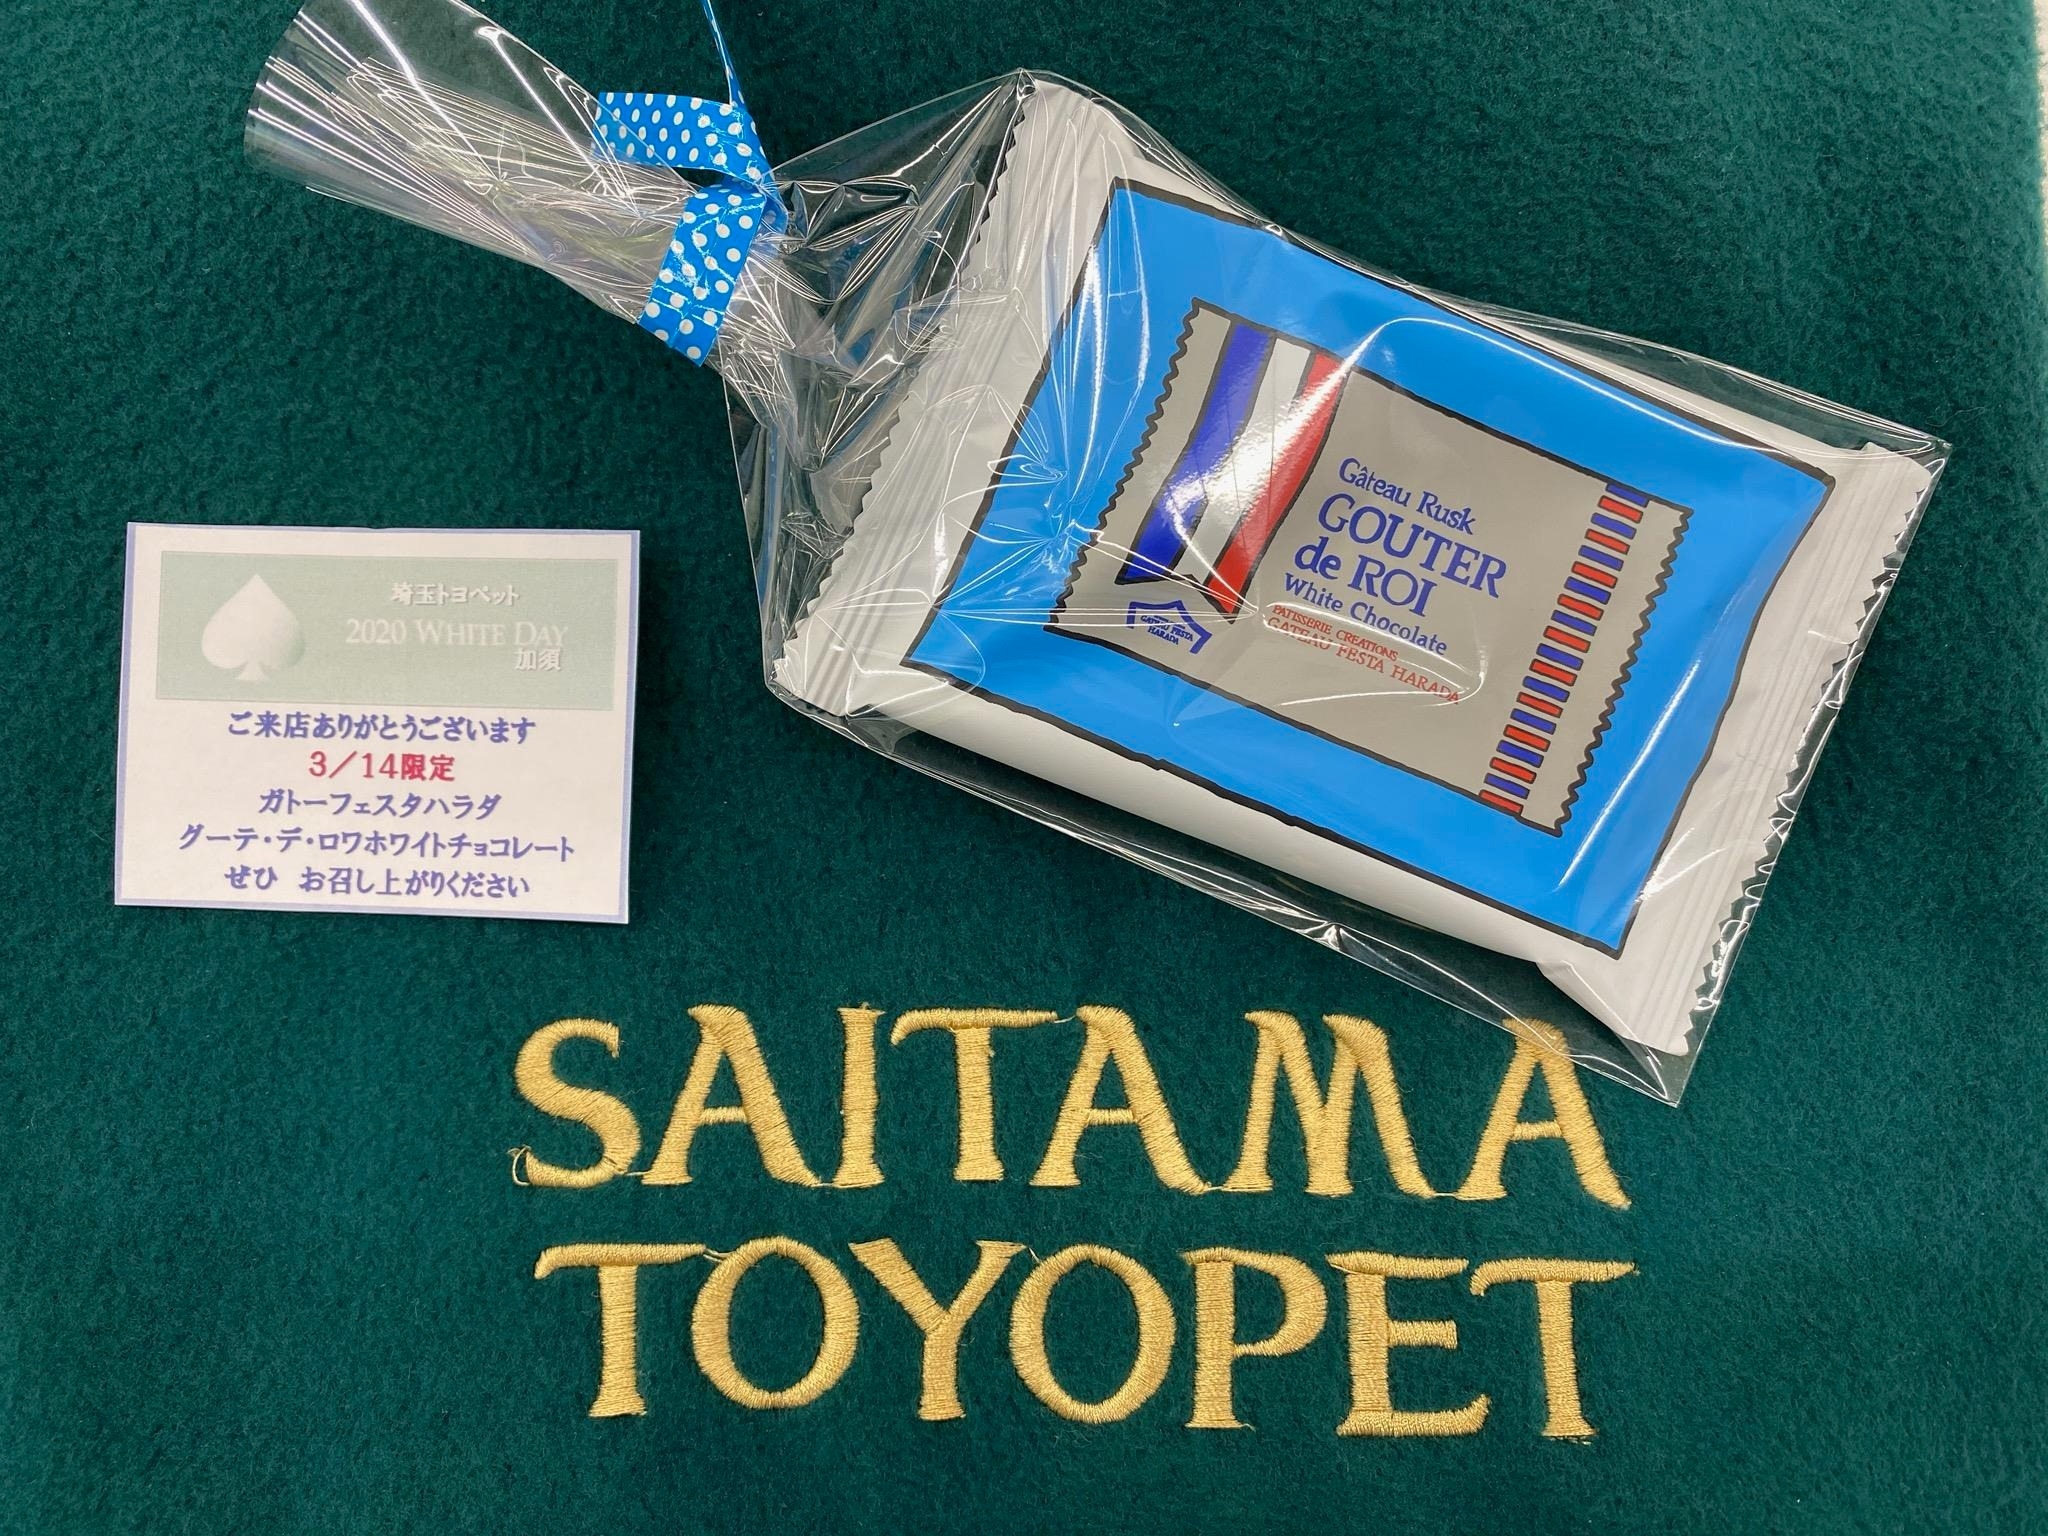 埼玉トヨペット
2020 WHITE DAY
加須
ご来店ありがとうございます
3/14限定
ガトーフェスタハラダ
グーテ・デ・ロワホワイトチョコレート
ぜひ お召し上がりください
Gâteau Rusk
GOUTER
de ROI
White Chocolate
PATISSERIE CREATIONS
GATEAU FESTA HARADA
GATEAU FESTA
HARADA
SAITAMA
TOYOPET